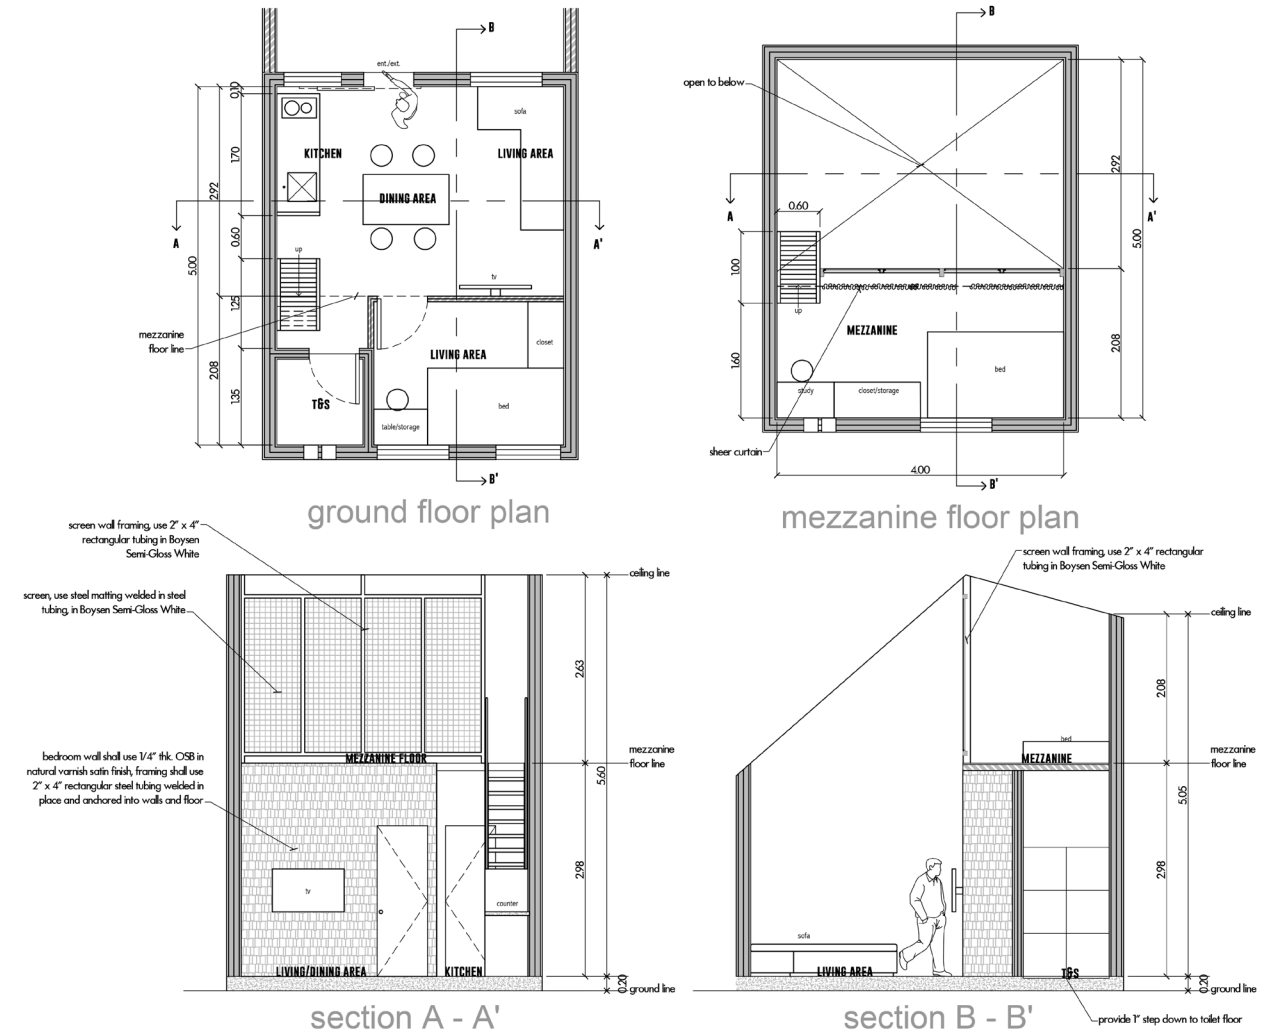 B
ent./ext.
0.10
sofa
KITCHEN
LIVING AREA
1.70
2.92
DINING AREA
A
A'
0.60
up
5.00
tv
1.25
mezzanine
floor line
LIVING AREA
closet
2.08
T&S
1.35
bed
table/storage
B'
ground floor plan
B
open to below
2.92
A
0.60
A'
5.00
1.00
up
MEZZANINE
2.08
1.60
bed
study
closet/storage
sheer curtain
4.00
B'
mezzanine floor plan
screen wall framing, use 2" x 4"
rectangular tubing in Boysen
Semi-Gloss White
ceiling line
screen, use steel matting welded in steel
tubing, in Boysen Semi-Gloss White
2.63
bedroom wall shall use 1/4" thk. OSB in
natural varnish satin finish, framing shall use
2" x 4" rectangular steel tubing welded in
place and anchored into walls and floor
MEZZANINE FLOOR
mezzanine
floor line
5.60
2.98
tv
counter
LIVING/DINING AREA
KITCHEN
0.20
ground line
section A - A'
screen wall framing, use 2" x 4" rectangular
tubing in Boysen Semi-Gloss White
ceiling line
2.08
bed
MEZZANINE
mezzanine
floor line
5.05
2.98
sofa
LIVING AREA
T&S
0.20
ground line
provide 1" step down to toilet floor
section B - B'